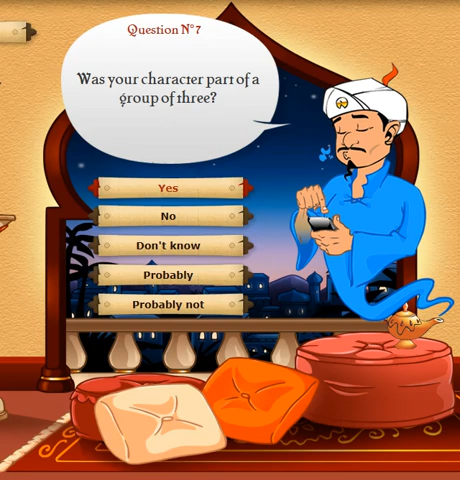 Question N°7
Was your character part of a
group of three?
Yes
No
Don't know
Probably
Probably not